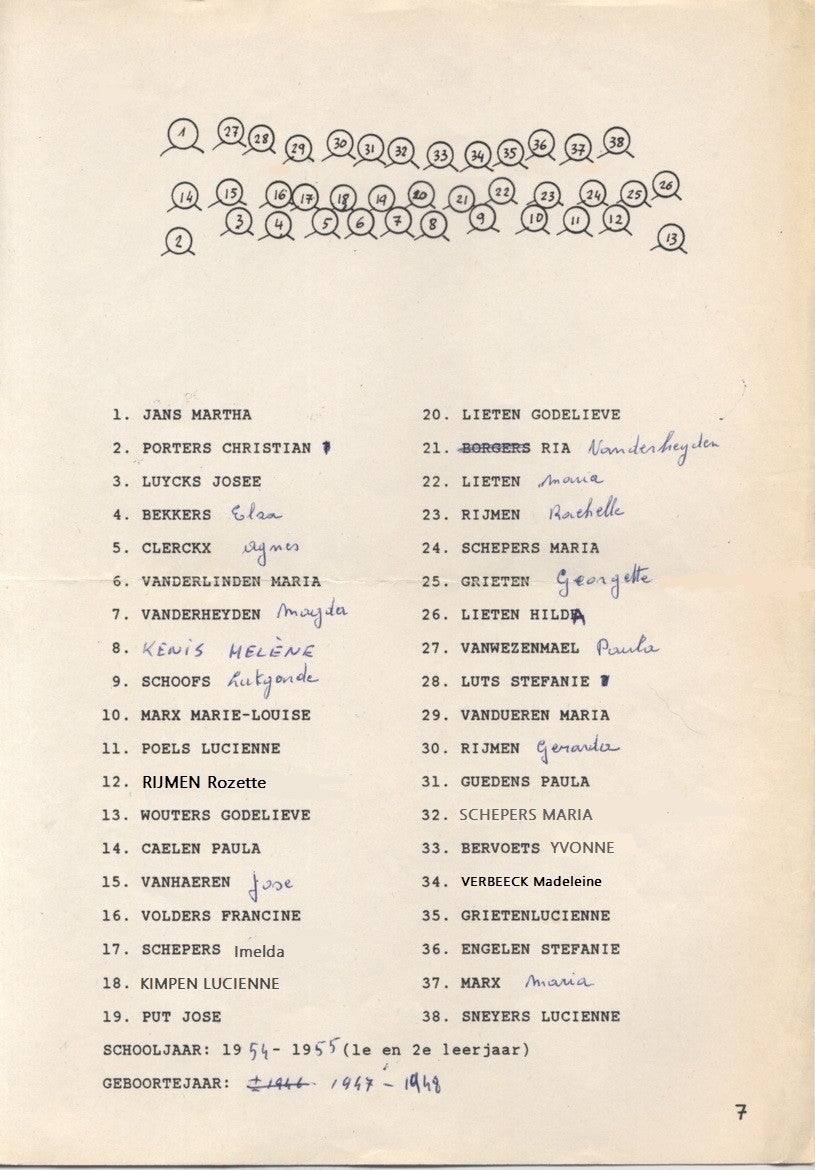 1 27 28 29 30 31 32 33 34 35 36 37 38
14 15 16 17 18 19 20 21 22 23 24 25 26
2 3 4 5 6 7 8 9 10 11 12 13
1. JANS MARTHA
2. PORTERS CHRISTIAN
3. LUYCKS JOSEE
4. BEKKERS Elsa
5. CLERCKX Agnes
6. VANDERLINDEN MARIA
7. VANDERHEYDEN Magda
8. KENIS HELÈNE
9. SCHOOFS Lutgarde
10. MARX MARIE-LOUISE
11. POELS LUCIENNE
12. RIJMEN Rozette
13. WOUTERS GODELIEVE
14. CAELEN PAULA
15. VANHAEREN Jose
16. VOLDERS FRANCINE
17. SCHEPERS Imelda
18. KIMPEN LUCIENNE
19. PUT JOSE
20. LIETEN GODELIEVE
21. BORGERS RIA Vanderheyden
22. LIETEN Maria
23. RIJMEN Rachelle
24. SCHEPERS MARIA
25. GRIETEN Georgette
26. LIETEN HILDA
27. VANWEZENMAEL Paula
28. LUTS STEFANIE
29. VANDUEREN MARIA
30. RIJMEN Gerarda
31. GUEDENS PAULA
32. SCHEPERS MARIA
33. BERVOETS YVONNE
34. VERBEECK Madeleine
35. GRIETENLUCIENNE
36. ENGELEN STEFANIE
37. MARX Maria
38. SNEYERS LUCIENNE
SCHOOLJAAR: 1954-1955(1e en 2e leerjaar)
GEBOORTEJAAR: ±1946 1947 - 1948
7